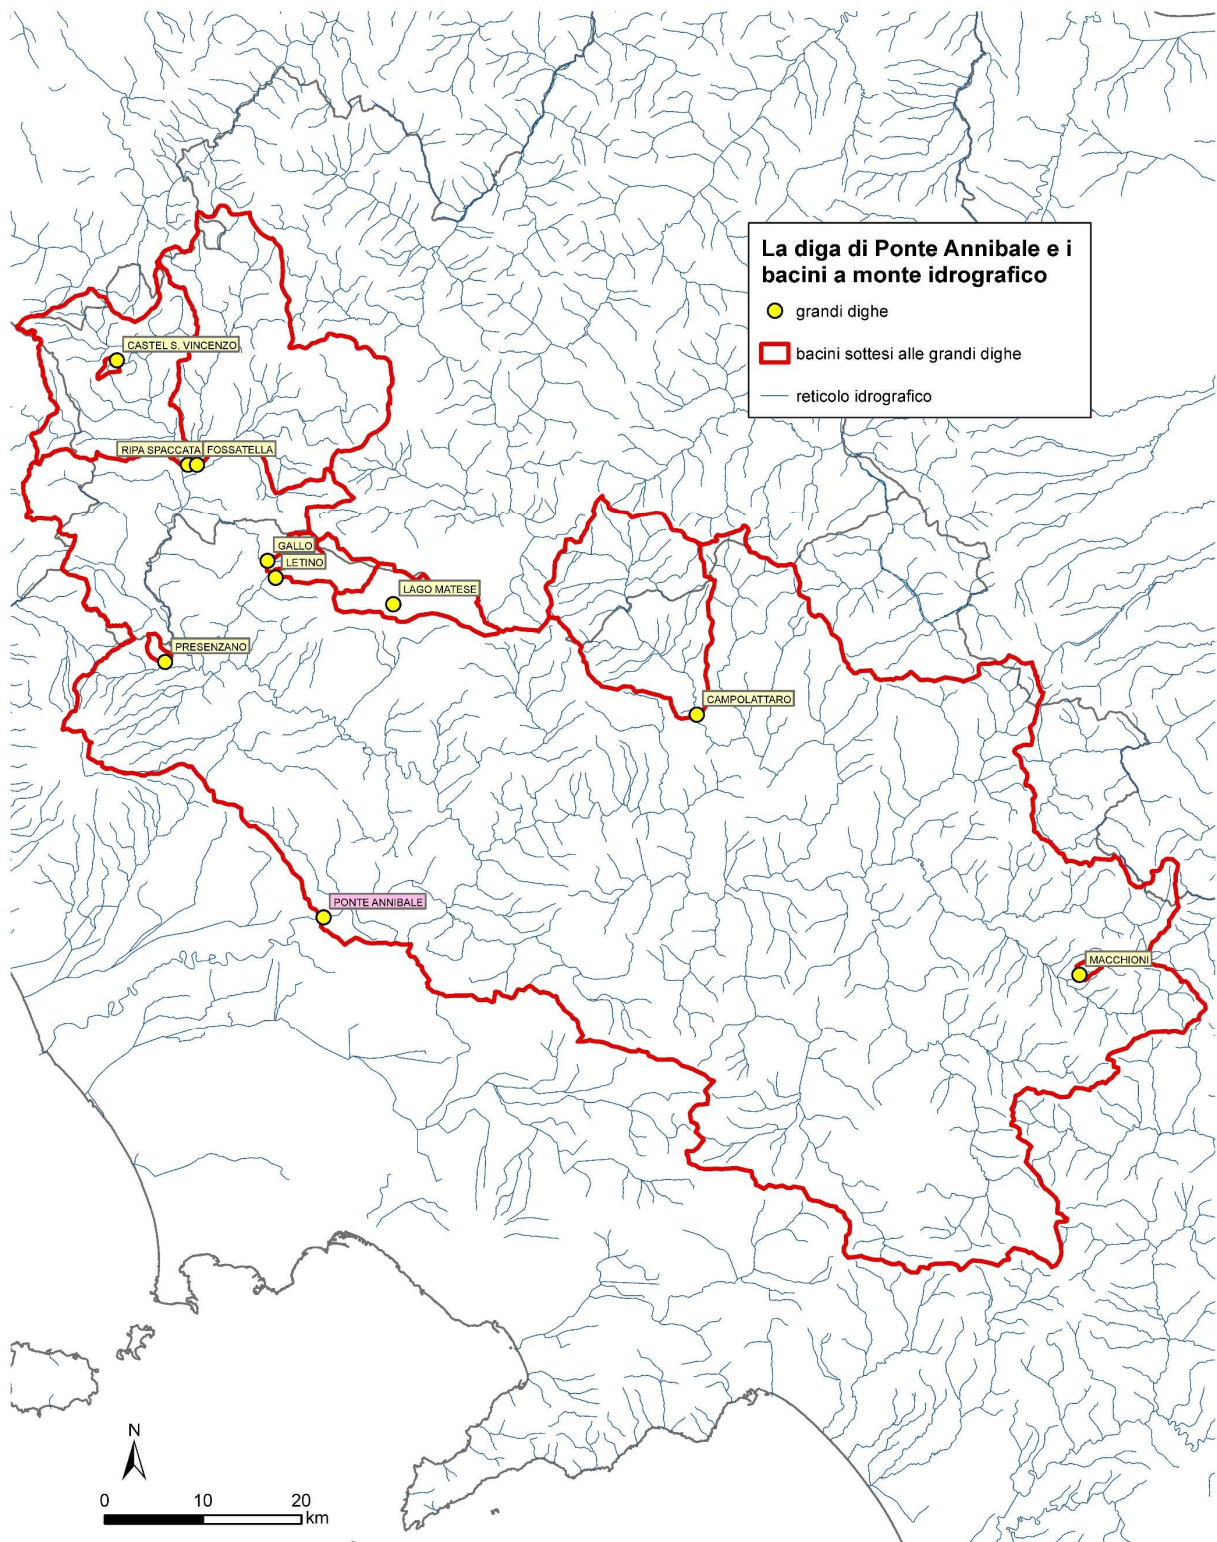 La diga di Ponte Annibale e i
bacini a monte idrografico
grandi dighe
bacini sottesi alle grandi dighe
reticolo idrografico
CASTEL S. VINCENZO
RIPA SPACCATA
FOSSATELLA
GALLO
LETINO
LAGO MATESE
PRESENZANO
CAMPOLATTARO
PONTE ANNIBALE
MACCHIONI
N
0 10 20
km